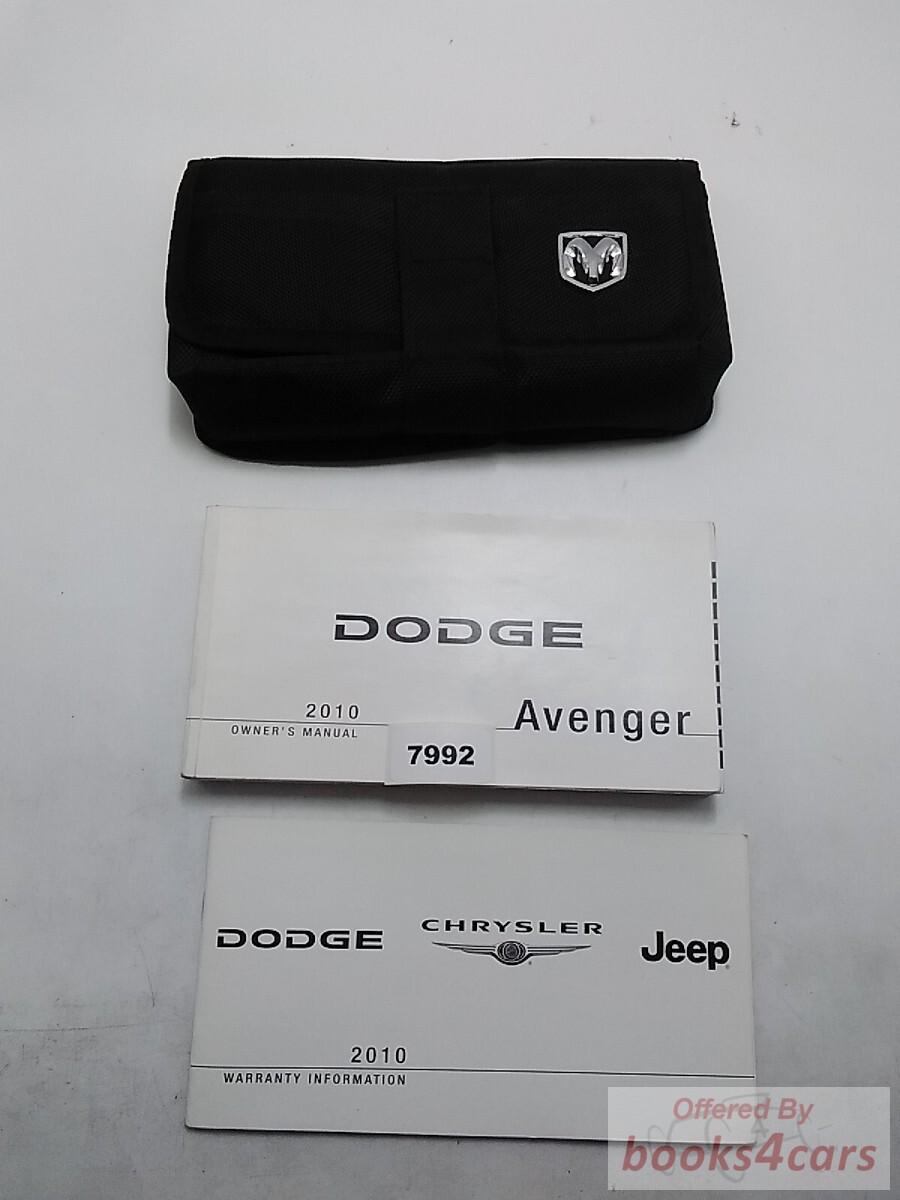 DODGE
2010
OWNER'S MANUAL
Avenger
7992
DODGE
CHRYSLER
Jeep
2010
WARRANTY INFORMATION
Offered By
books4cars